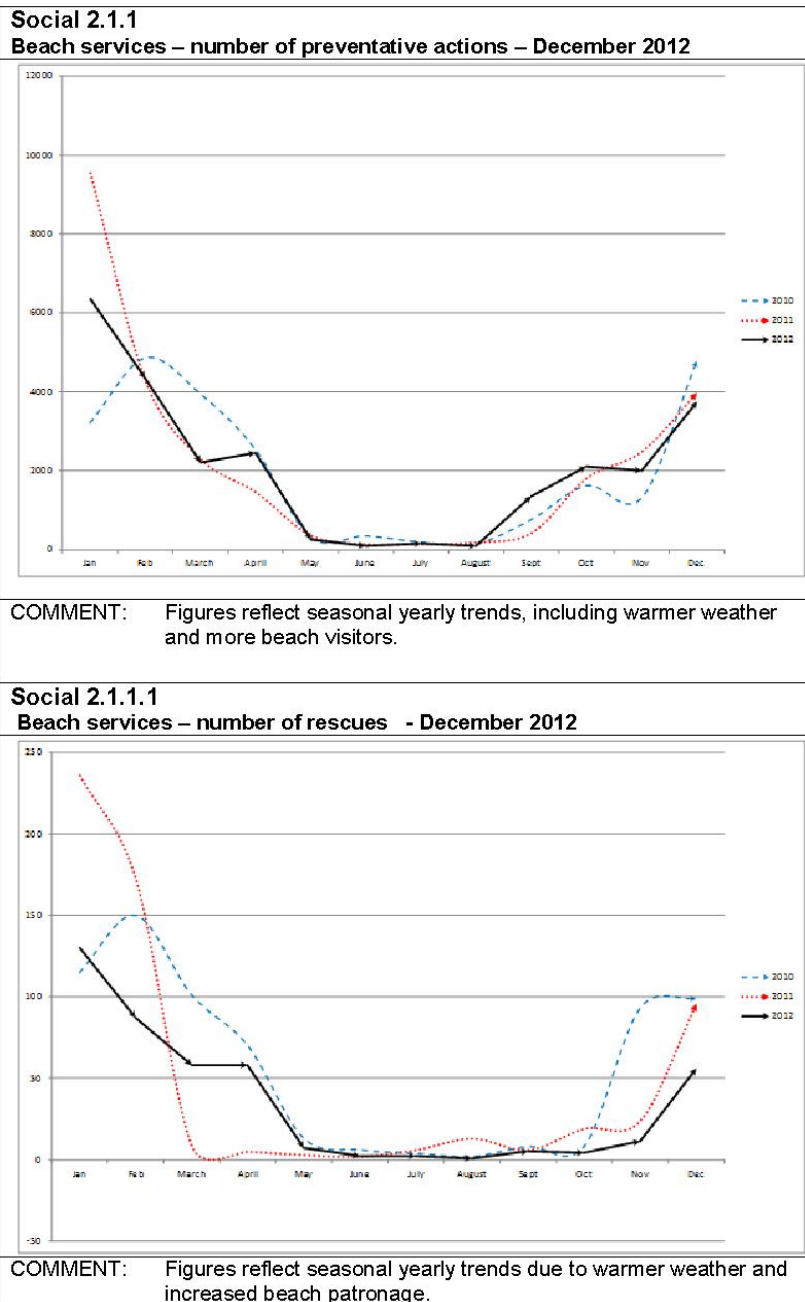 Social 2.1.1
Beach services – number of preventative actions – December 2012
12000
10000
8000
6000
4000
2000
0
Jan Feb March April May June July August Sept Oct Nov Dec
2010
2011
2012
COMMENT: Figures reflect seasonal yearly trends, including warmer weather
and more beach visitors.
Social 2.1.1.1
Beach services – number of rescues - December 2012
250
200
150
100
50
0
-50
Jan Feb March April May June July August Sept Oct Nov Dec
2010
2011
2012
COMMENT: Figures reflect seasonal yearly trends due to warmer weather and
increased beach patronage.